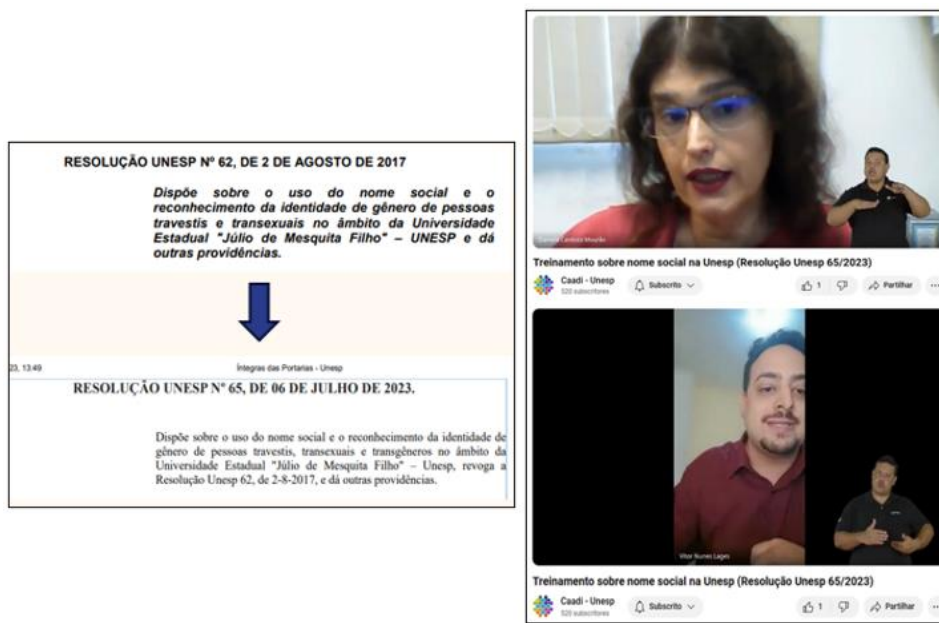 RESOLUÇÃO UNESP Nº 62, DE 2 DE AGOSTO DE 2017
Dispõe sobre o uso do nome social e o
reconhecimento da identidade de gênero de pessoas
travestis e transexuais no âmbito da Universidade
Estadual "Júlio de Mesquita Filho" – UNESP e dá
outras providências.
23, 13:49
Íntegras das Portarias - Unesp
RESOLUÇÃO UNESP Nº 65, DE 06 DE JULHO DE 2023.
Dispõe sobre o uso do nome social e o reconhecimento da identidade de
gênero de pessoas travestis, transexuais e transgêneros no âmbito da
Universidade Estadual "Júlio de Mesquita Filho" – Unesp, revoga a
Resolução Unesp 62, de 2-8-2017, e dá outras providências.
Mourão
Treinamento sobre nome social na Unesp (Resolução Unesp 65/2023)
Caadi - Unesp
520 subscritores
Subscrito
1
Partilhar
Vitor Nunes Lages
Treinamento sobre nome social na Unesp (Resolução Unesp 65/2023)
Caadi - Unesp
520 subscritores
Subscrito
1
Partilhar